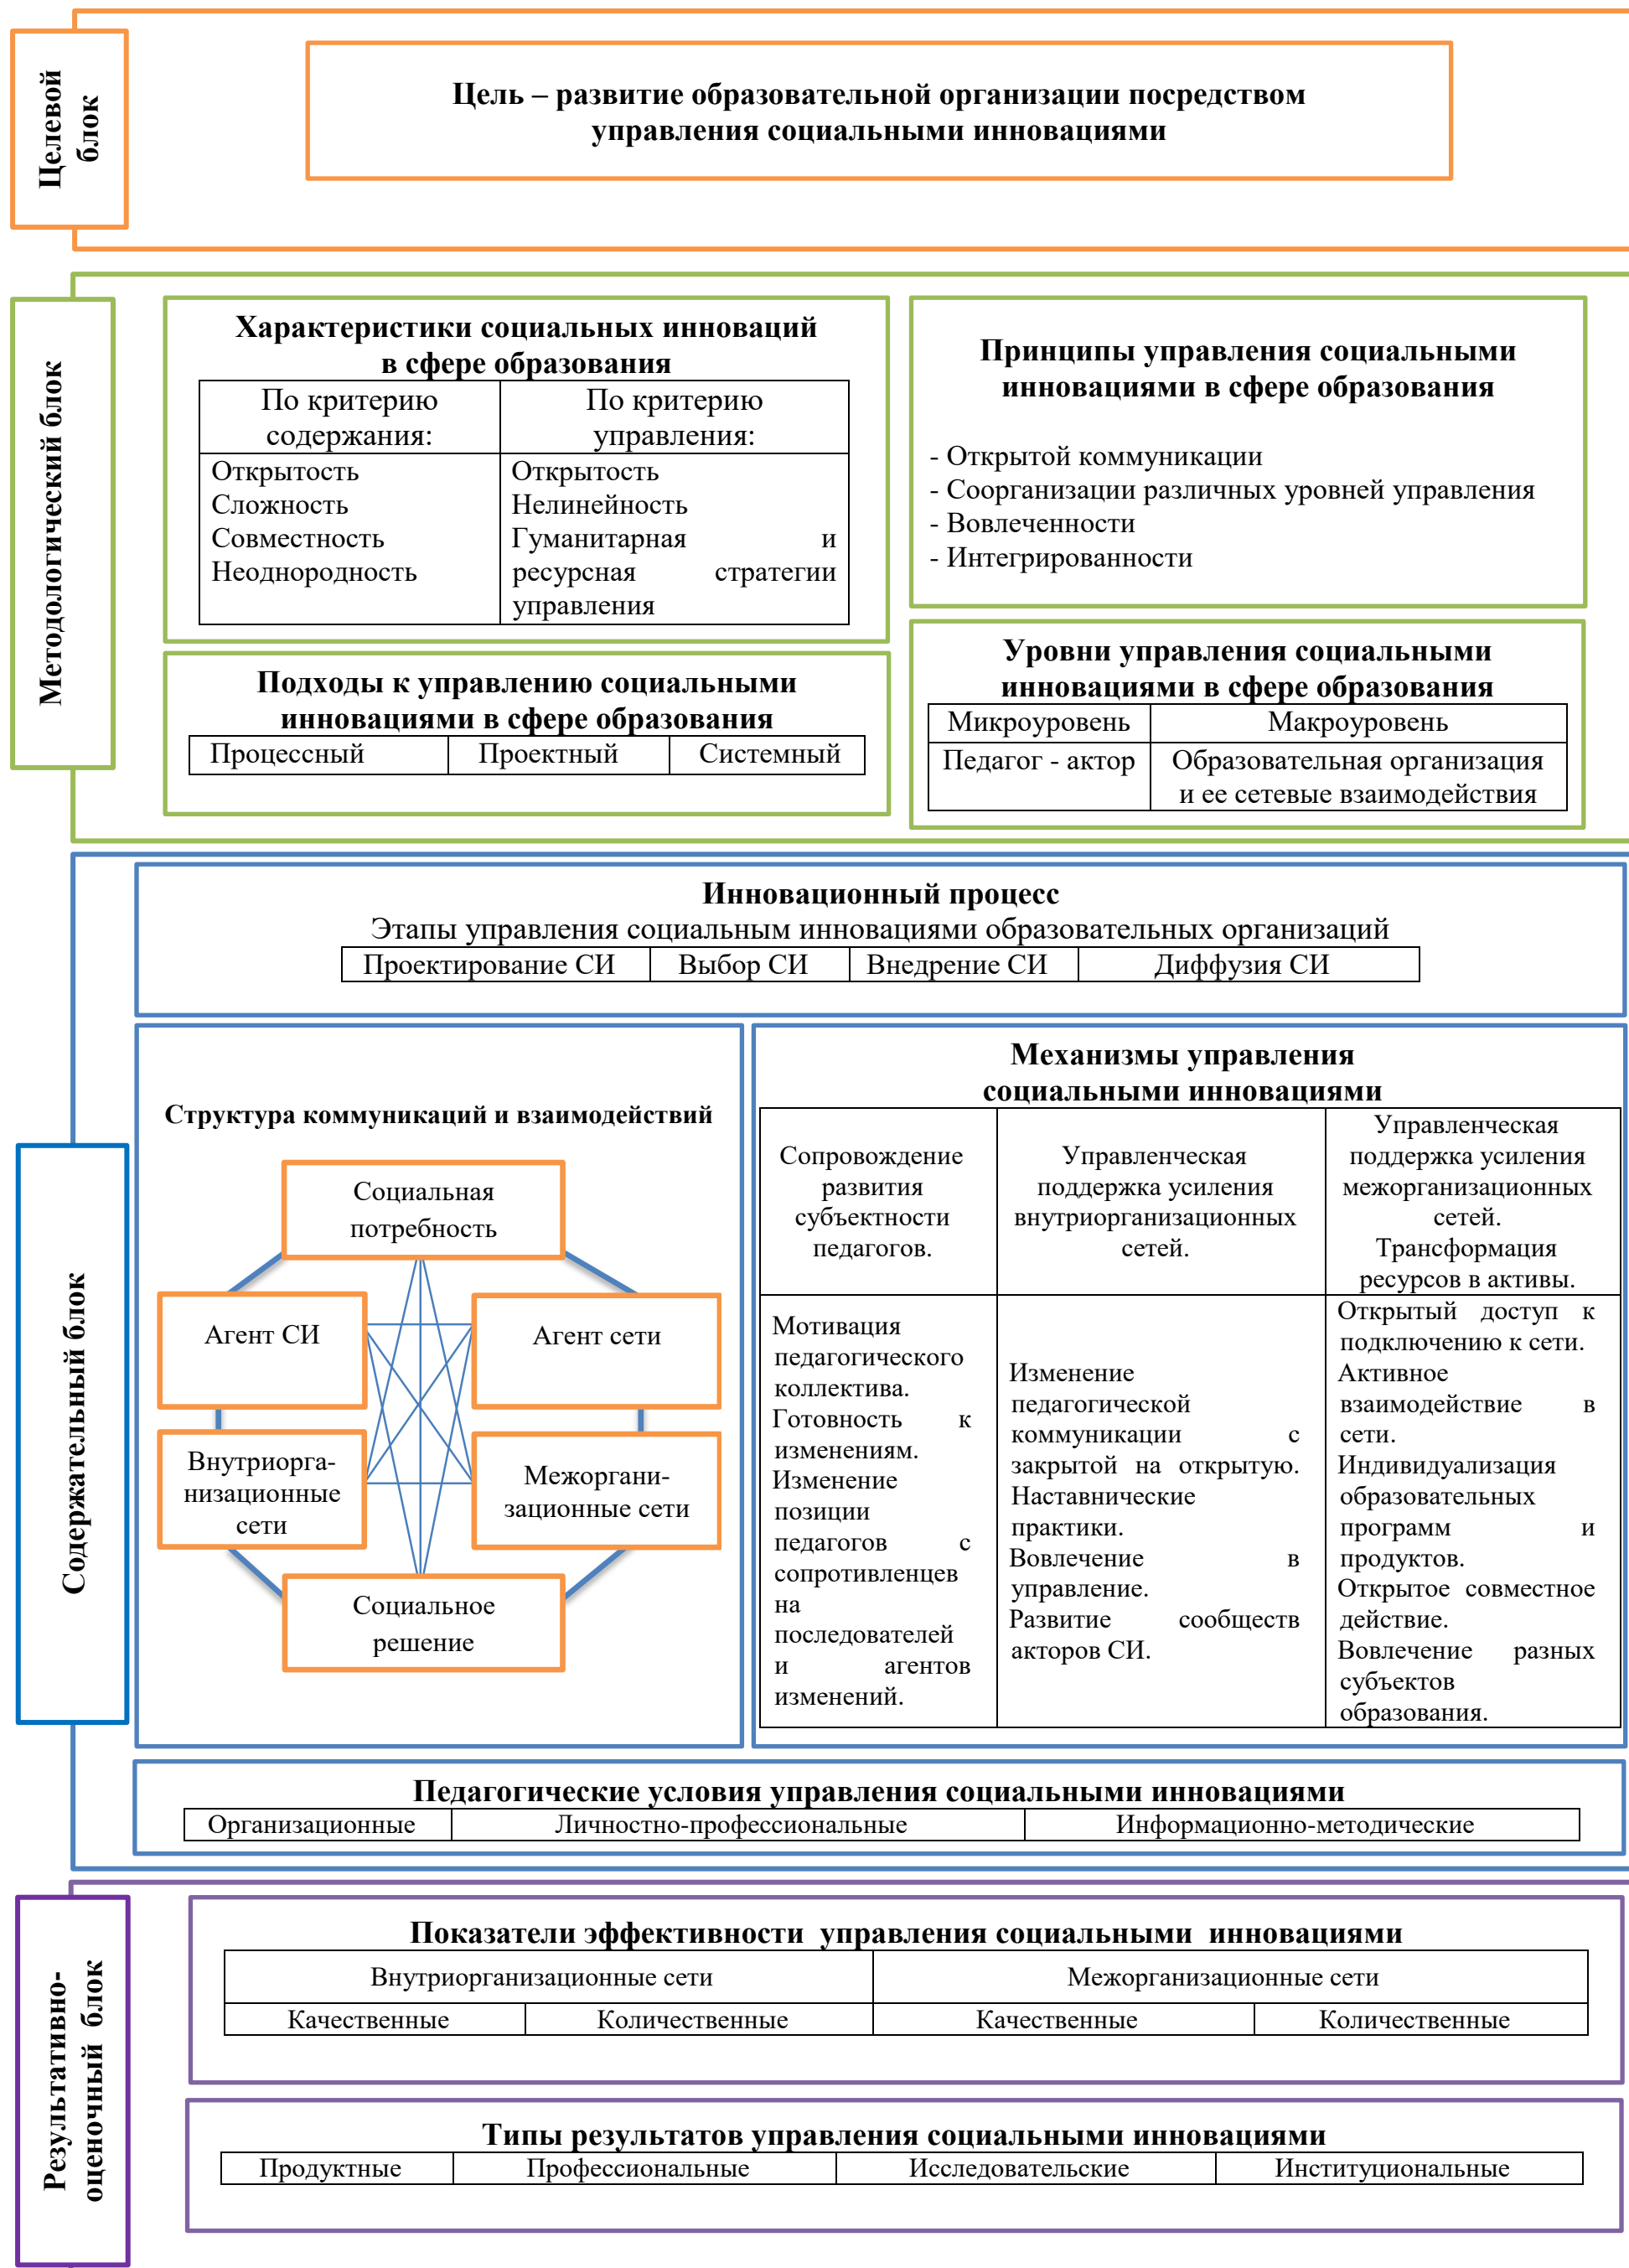 Целевой
блок
Цель – развитие образовательной организации посредством
управления социальными инновациями
Методологический блок
Характеристики социальных инноваций
в сфере образования
По критерию
содержания:
По критерию
управления:
Открытость
Сложность
Совместность
Неоднородность
Открытость
Нелинейность
Гуманитарная и
ресурсная стратегии
управления
Принципы управления социальными
инновациями в сфере образования
- Открытой коммуникации
- Соорганизации различных уровней управления
- Вовлеченности
- Интегрированности
Подходы к управлению социальными
инновациями в сфере образования
Процессный Проектный Системный
Уровни управления социальными
инновациями в сфере образования
Микроуровень Макроуровень
Педагог - актор
Образовательная организация
и ее сетевые взаимодействия
Содержательный блок
Инновационный процесс
Этапы управления социальным инновациями образовательных организаций
Проектирование СИ Выбор СИ Внедрение СИ Диффузия СИ
Структура коммуникаций и взаимодействий
Социальная
потребность
Агент СИ
Агент сети
Внутриорга-
низационные
сети
Межоргани-
зационные сети
Социальное
решение
Механизмы управления
социальными инновациями
Сопровождение
развития
субъектности
педагогов.
Управленческая
поддержка усиления
внутриорганизационных
сетей.
Управленческая
поддержка усиления
межорганизационных
сетей.
Трансформация
ресурсов в активы.
Мотивация
педагогического
коллектива.
Готовность к
изменениям.
Изменение
позиции
педагогов с
сопротивленцев
на
последователей
и агентов
изменений.
Изменение
педагогической
коммуникации с
закрытой на открытую.
Наставнические
практики.
Вовлечение в
управление.
Развитие сообществ
акторов СИ.
Открытый доступ к
подключению к сети.
Активное
взаимодействие в
сети.
Индивидуализация
образовательных
программ и
продуктов.
Открытое совместное
действие.
Вовлечение разных
субъектов
образования.
Педагогические условия управления социальными инновациями
Организационные Личностно-профессиональные Информационно-методические
Результативно-
оценочный блок
Показатели эффективности управления социальными инновациями
Внутриорганизационные сети Межорганизационные сети
Качественные Количественные Качественные Количественные
Типы результатов управления социальными инновациями
Продуктные Профессиональные Исследовательские Институциональные